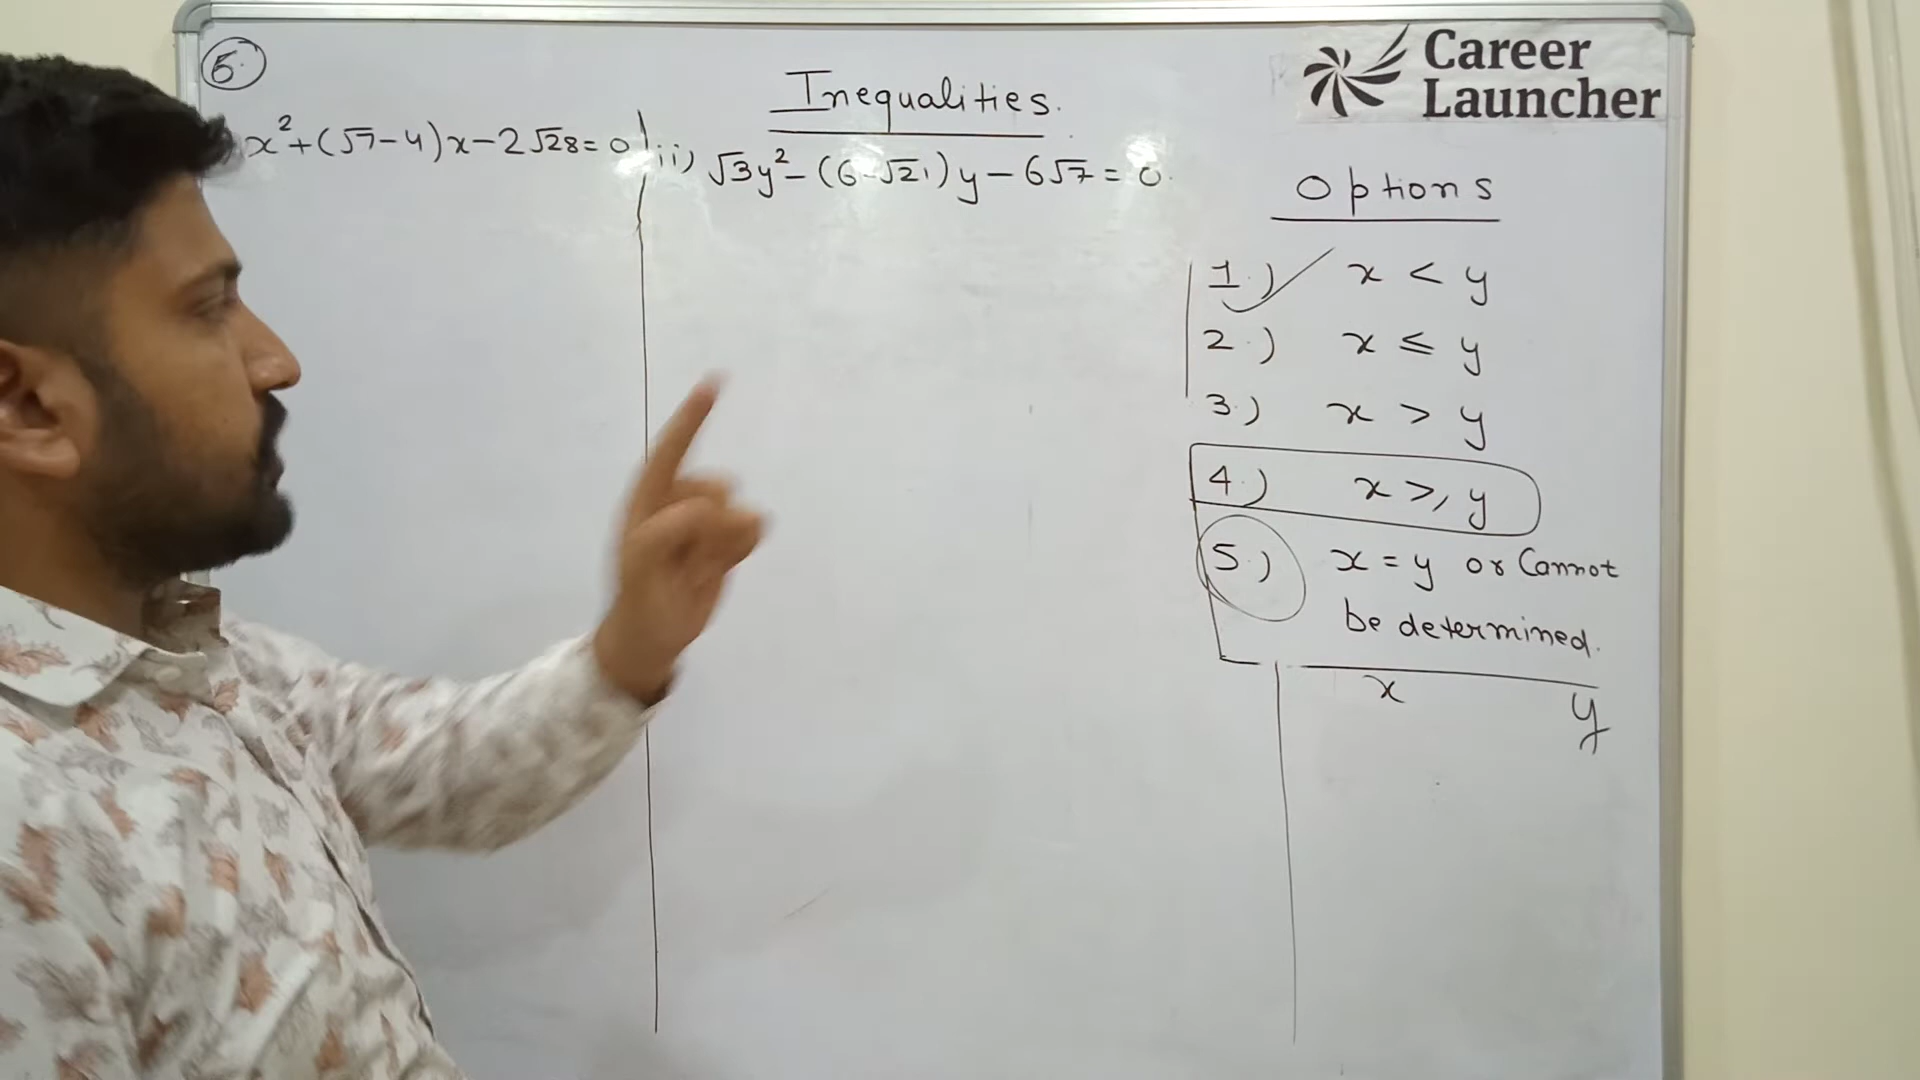 5.
Inequalities.
Career
Launcher
x²+(√7-4)x-2√28=0
ii) √3y²-(6-√21)y-6√7=0
Options
1.) x < y
2.) x ≤ y
3.) x > y
4.) x ≥ y
5.) x = y or Cannot
be determined.
x y